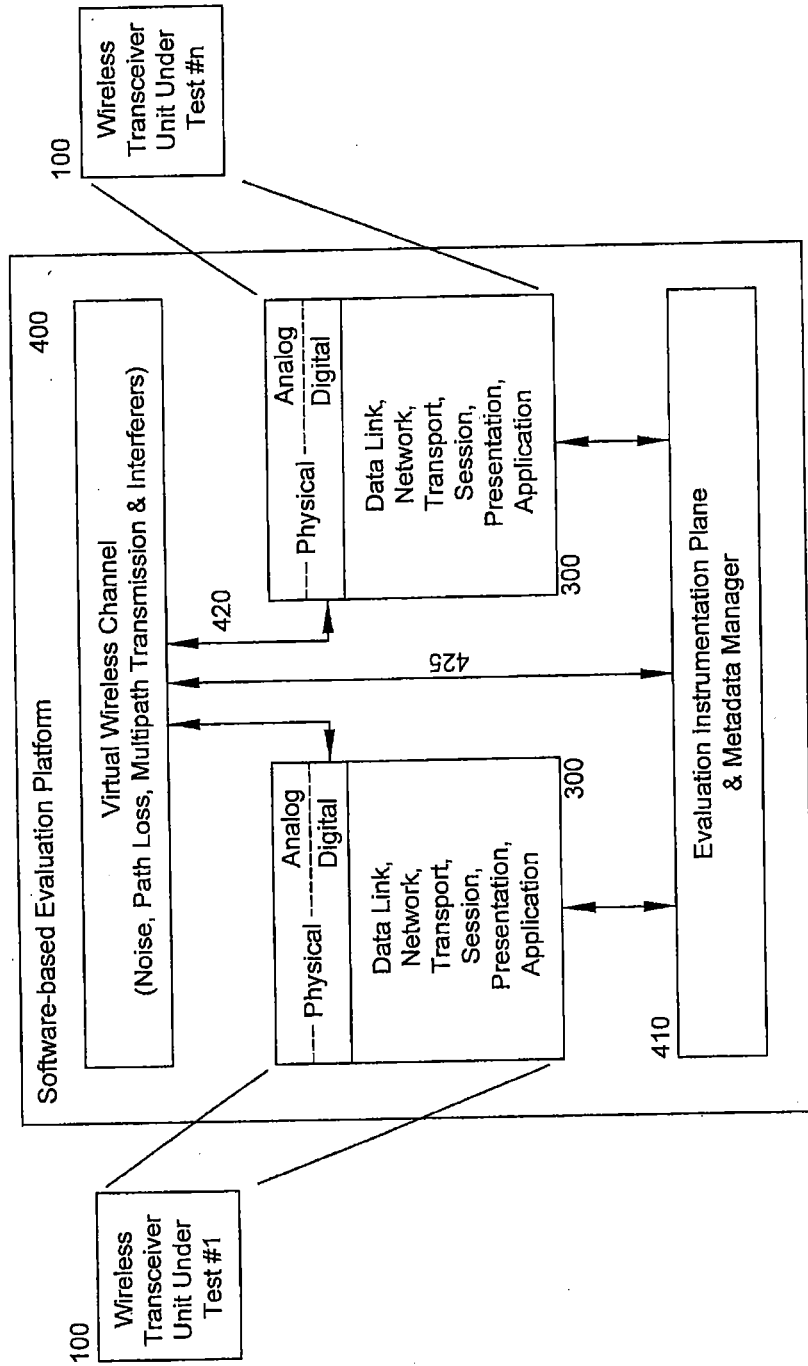 Software-based Evaluation Platform
400
Virtual Wireless Channel
(Noise, Path Loss, Multipath Transmission & Interferers)
100
Wireless
Transceiver
Unit Under
Test #1
100
Wireless
Transceiver
Unit Under
Test #n
420
425
Physical
Analog
Digital
Data Link,
Network,
Transport,
Session,
Presentation,
Application
300
Physical
Analog
Digital
Data Link,
Network,
Transport,
Session,
Presentation,
Application
300
410
Evaluation Instrumentation Plane
& Metadata Manager